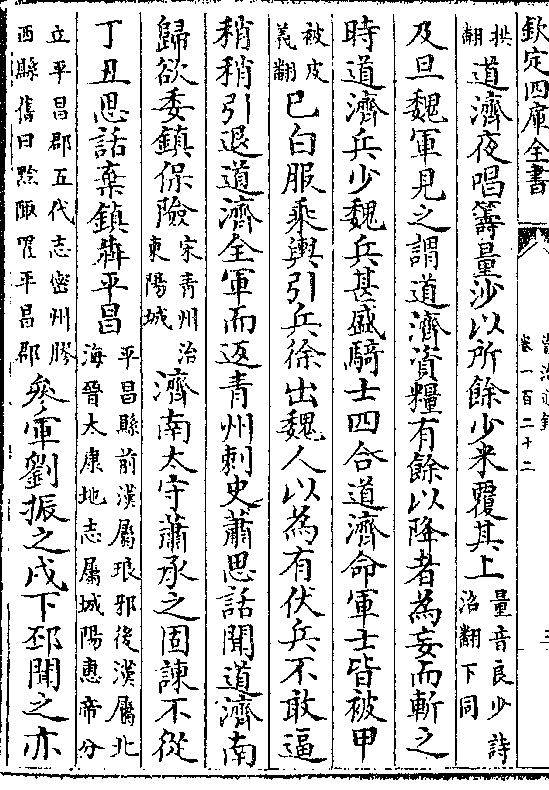 欽定四庫全書
卷一百二十二
拱翻道濟夜唱籌量沙以所餘少米覆其上量音良少詩沼翻下同
及旦魏軍見之謂道濟資糧有餘以降者為妄而斬之
時道濟兵少魏兵甚盛騎士四合道濟命軍士皆被甲
被皮義翻已白服乘輿引兵徐出魏人以為有伏兵不敢逼
稍稍引退道濟全軍而返青州刺史蕭思話聞道濟南
歸欲委鎮保險宋青州治東陽城濟南太守蕭承之固諫不從
丁丑思話棄鎮犇平昌平昌縣前漢屬琅邪後漢屬北海晉太康地志屬城陽惠帝分
立平昌郡五代志密州膠西縣舊曰黔陬置平昌郡叅軍劉振之戍下邳聞之亦